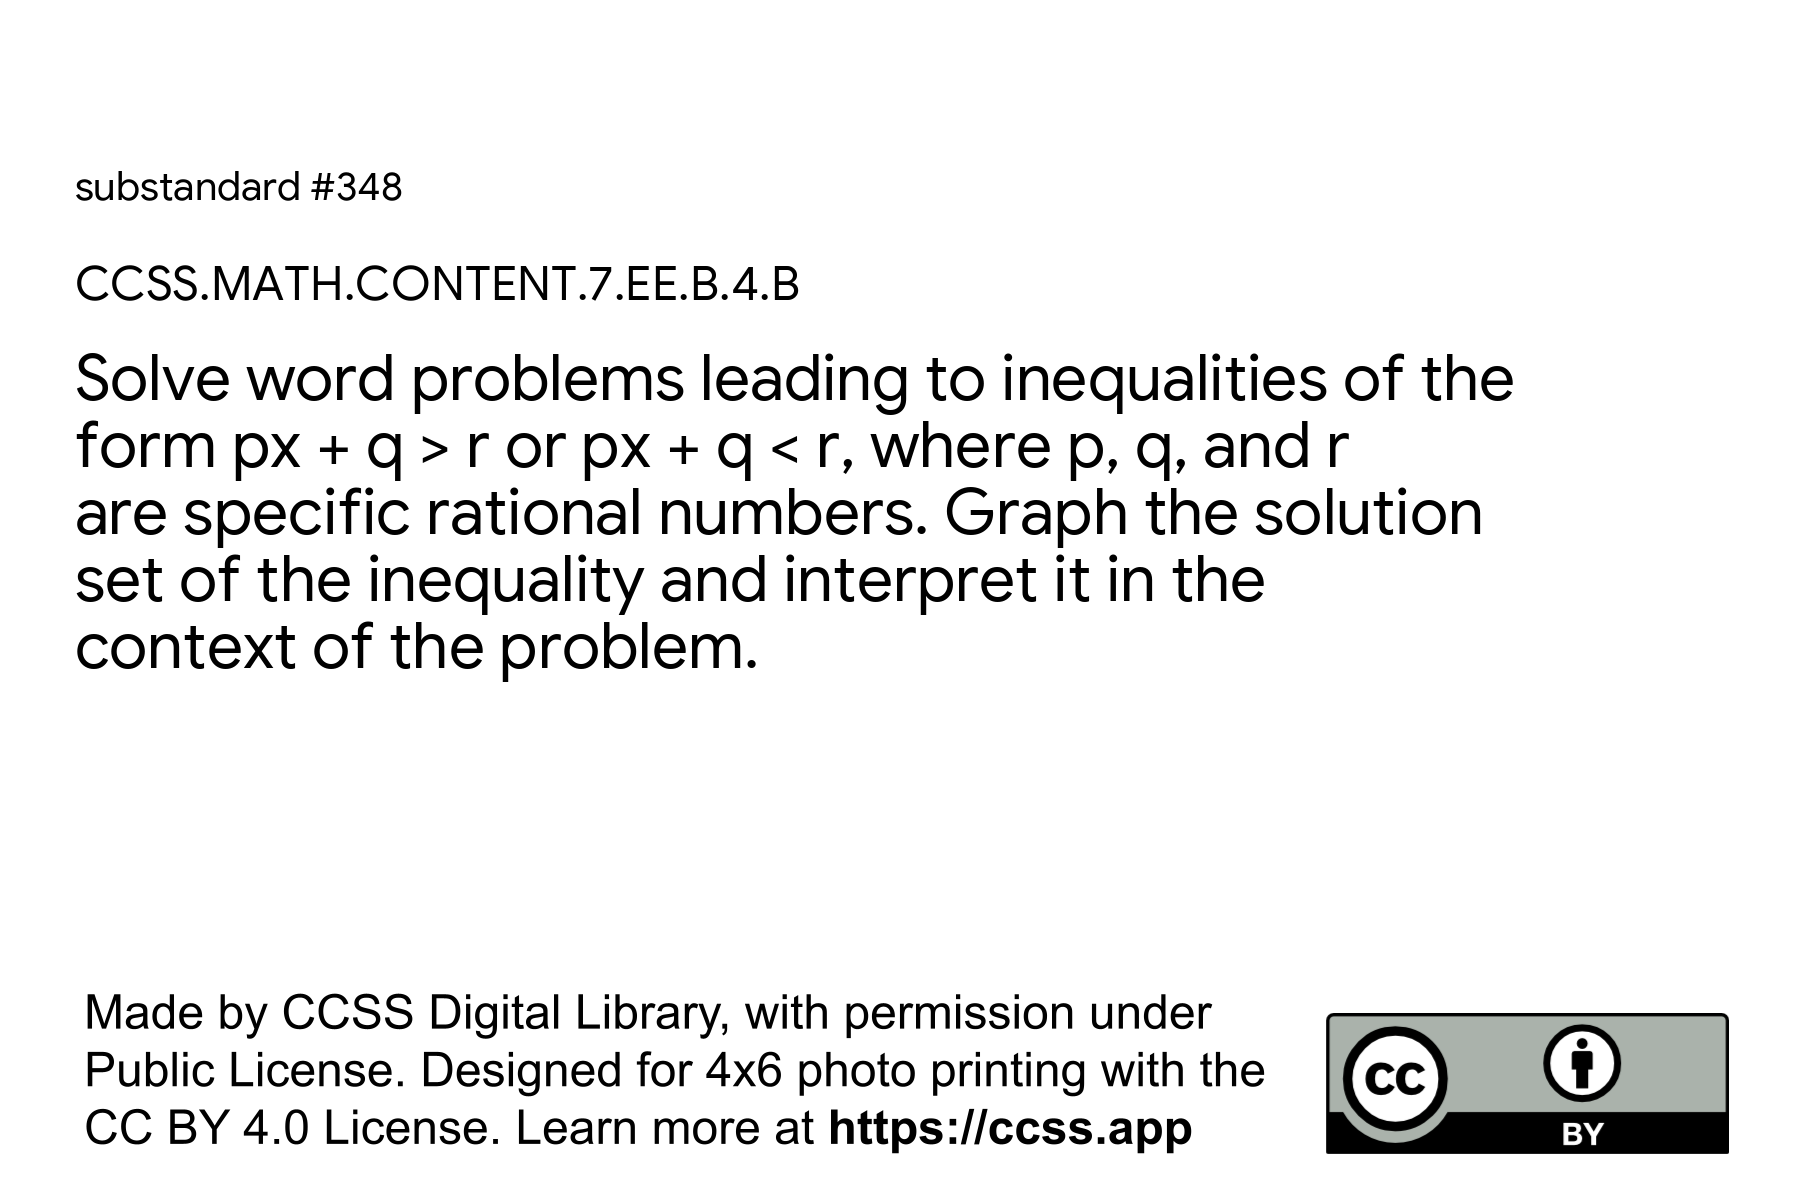 substandard #348
CCSS.MATH.CONTENT.7.EE.B.4.B
Solve word problems leading to inequalities of the
form px + q > r or px + q < r, where p, q, and r
are specific rational numbers. Graph the solution
set of the inequality and interpret it in the
context of the problem.
Made by CCSS Digital Library, with permission under
Public License. Designed for 4x6 photo printing with the
CC BY 4.0 License. Learn more at https://ccss.app
CC
BY